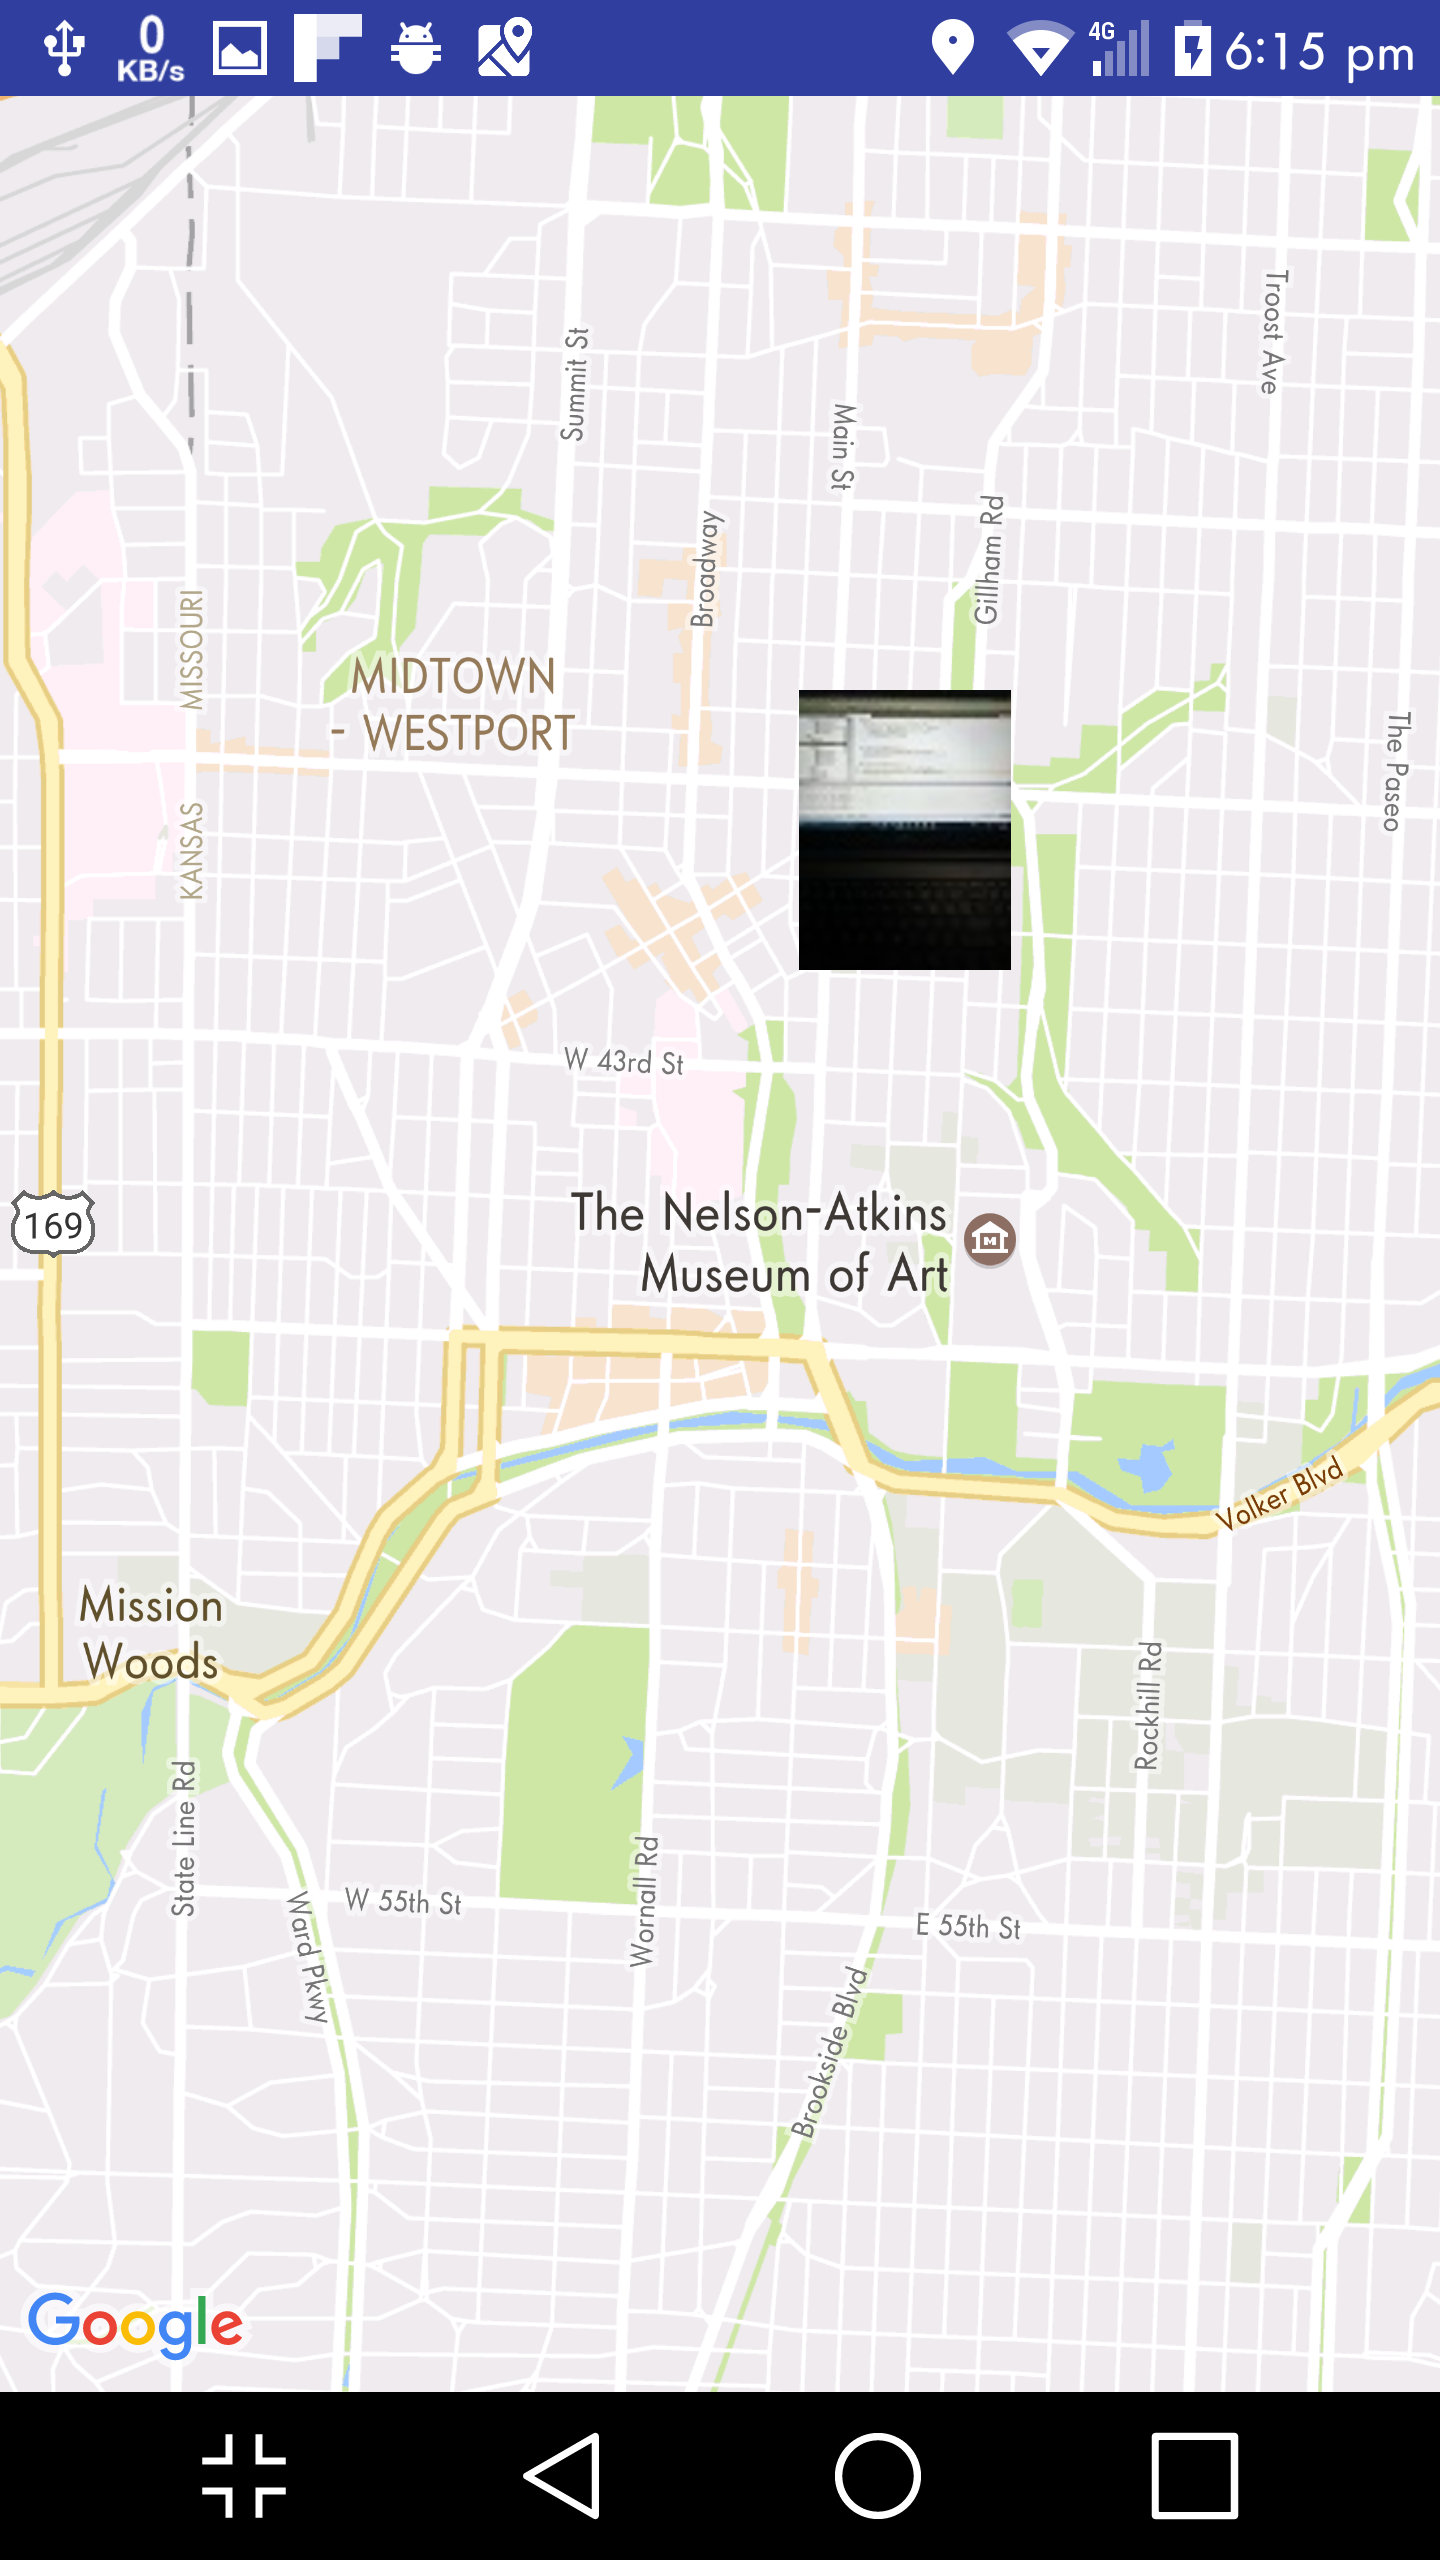 0
KB/s
4G
6:15 pm
Troost Ave
Summit St
Main St
Gillham Rd
Broadway
MISSOURI
MIDTOWN
- WESTPORT
The Paseo
KANSAS
W 43rd St
169
The Nelson-Atkins
Museum of Art
M
Volker Blvd
Mission
Woods
Rockhill Rd
State Line Rd
Wornall Rd
Ward Pkwy
W 55th St
E 55th St
Brookside Blvd
Google